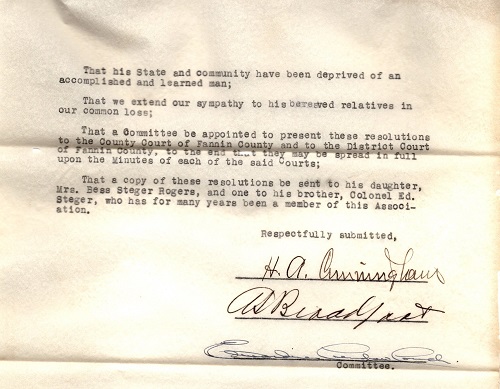 That his State and community have been deprived of an
accomplished and learned man;
That we extend our sympathy to his bereaved relatives in
our common loss;
That a Committee be appointed to present these resolutions
to the County Court of Fannin County and to the District Court
of Fannin County, to the end that they may be spread in full
upon the Minutes of each of the said Courts;
That a copy of these resolutions be sent to his daughter,
Mrs. Bess Steger Rogers, and one to his brother, Colonel Ed.
Steger, who has for many years been a member of this Associ-
ation.
Respectfully submitted,
H. A. Cunningham
A S Broadfoot
Committee.